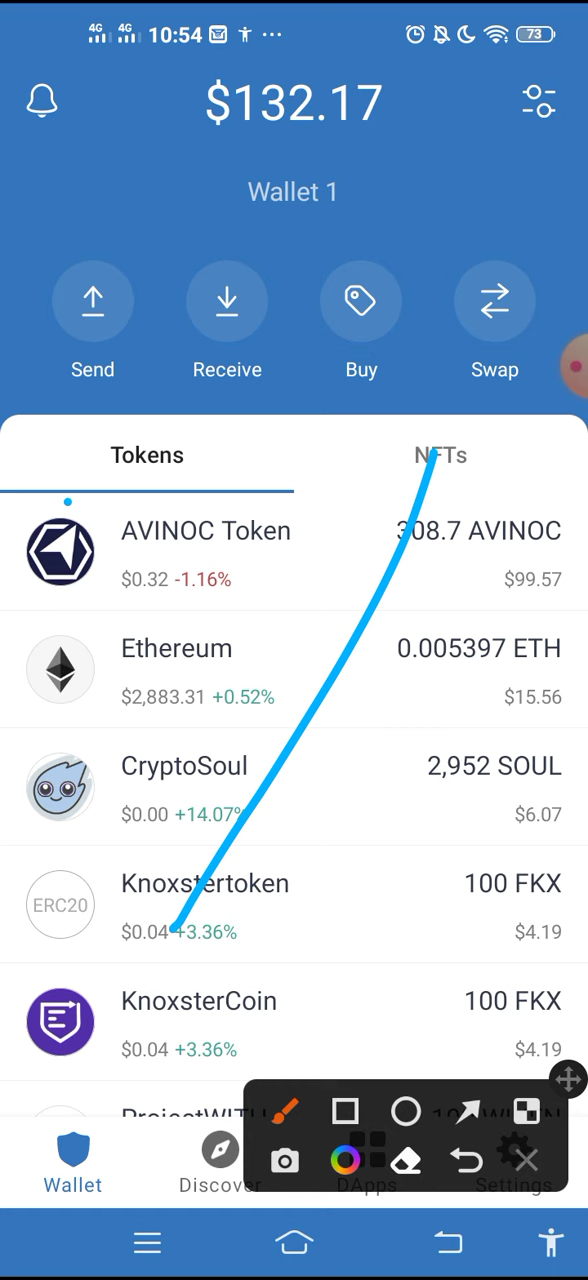 4G 4G 10:54 73
$132.17
Wallet 1
Send Receive Buy Swap
Tokens NFTs
AVINOC Token 308.7 AVINOC
$0.32 -1.16% $99.57
Ethereum 0.005397 ETH
$2,883.31 +0.52% $15.56
CryptoSoul 2,952 SOUL
$0.00 +14.07% $6.07
Knoxstertoken 100 FKX
ERC20
$0.04 +3.36% $4.19
KnoxsterCoin 100 FKX
$0.04 +3.36% $4.19
Wallet Discover DApps Settings